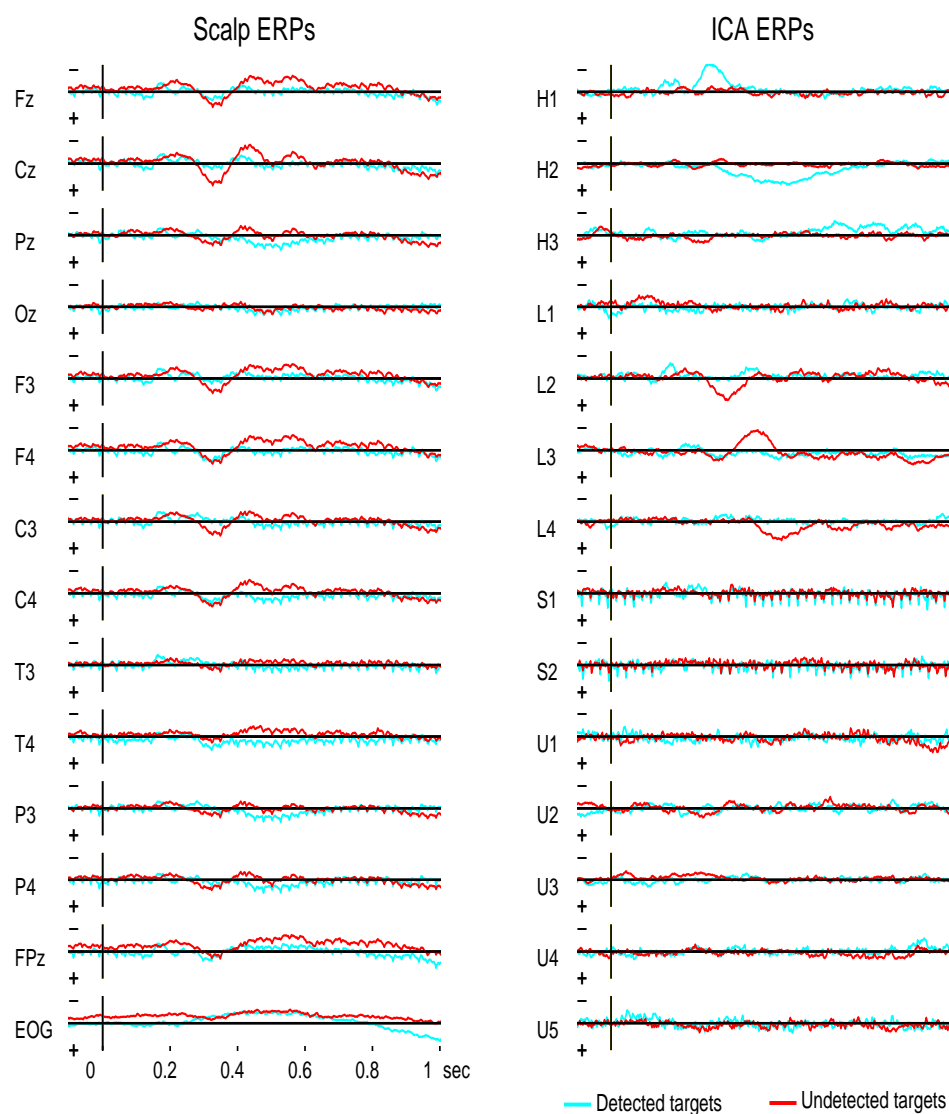 Scalp ERPs
ICA ERPs
− Fz +
− Cz +
− Pz +
− Oz +
− F3 +
− F4 +
− C3 +
− C4 +
− T3 +
− T4 +
− P3 +
− P4 +
− FPz +
− EOG +
0 0.2 0.4 0.6 0.8 1 sec
− H1 +
− H2 +
− H3 +
− L1 +
− L2 +
− L3 +
− L4 +
− S1 +
− S2 +
− U1 +
− U2 +
− U3 +
− U4 +
− U5 +
Detected targets
Undetected targets